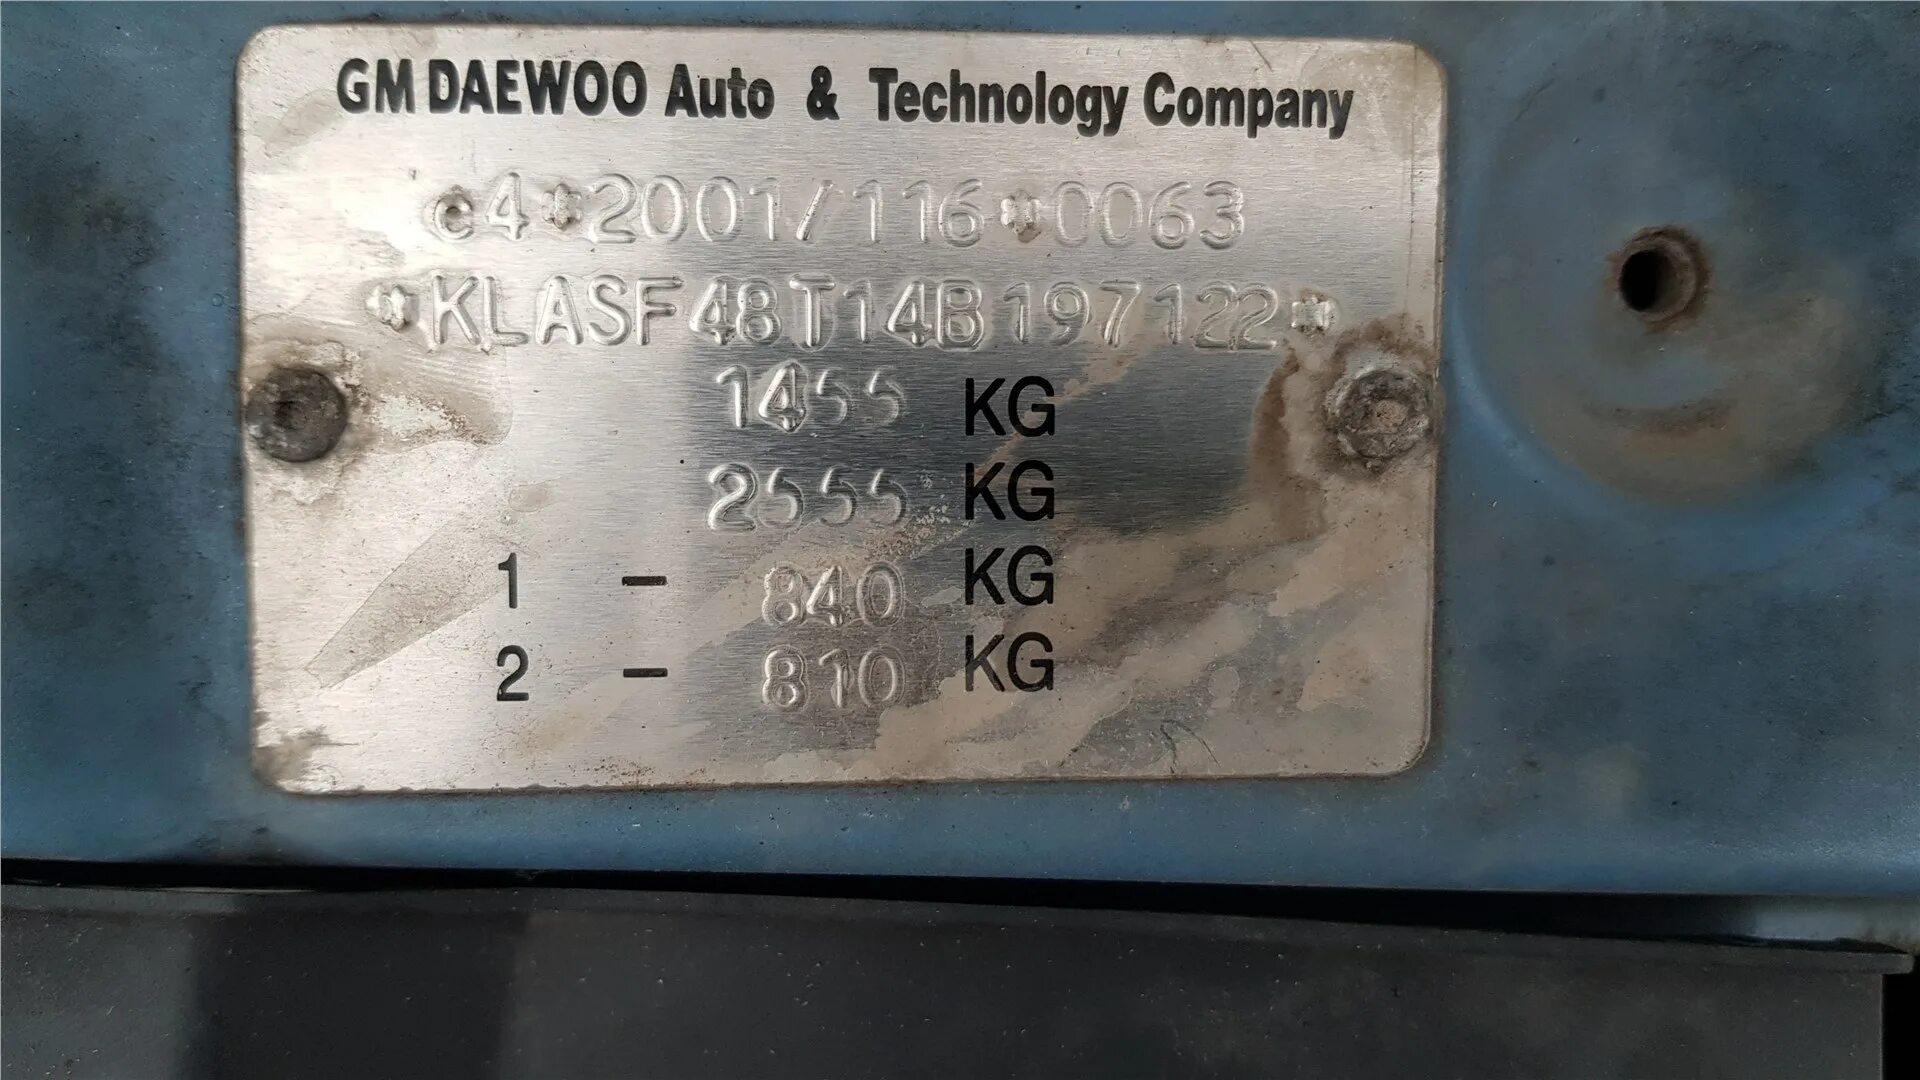 GM DAEWOO Auto & Technology Company
e4*2001/116*0063
*KLASF48T14B197122*
1455 KG
2555 KG
1 - 840 KG
2 - 810 KG